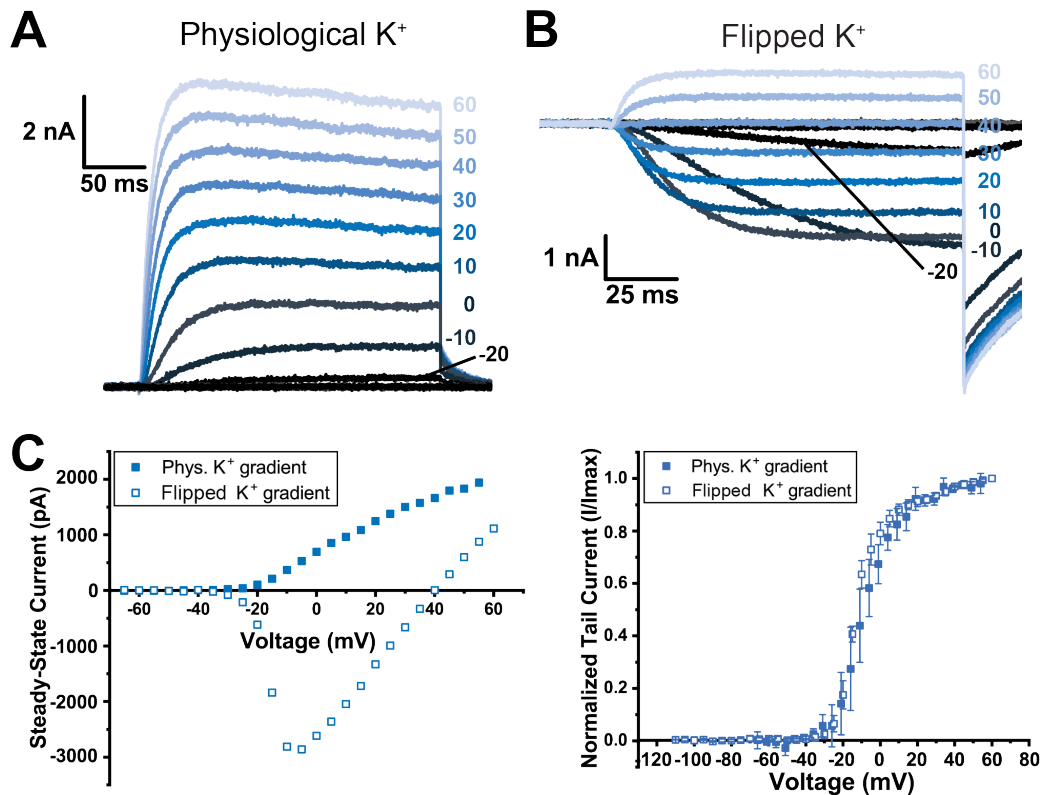 A
Physiological K+
2 nA
50 ms
60
50
40
30
20
10
0
-10
-20
B
Flipped K+
60
50
40
30
20
10
0
-10
-20
1 nA
25 ms
C
Phys. K+ gradient
Flipped K+ gradient
Steady-State Current (pA)
2000
1000
0
-1000
-2000
-3000
-60
-40
-20
0
20
40
60
Voltage (mV)
Phys. K+ gradient
Flipped K+ gradient
Normalized Tail Current (I/Imax)
1.0
0.8
0.6
0.4
0.2
0.0
-120
-100
-80
-60
-40
-20
0
20
40
60
80
Voltage (mV)